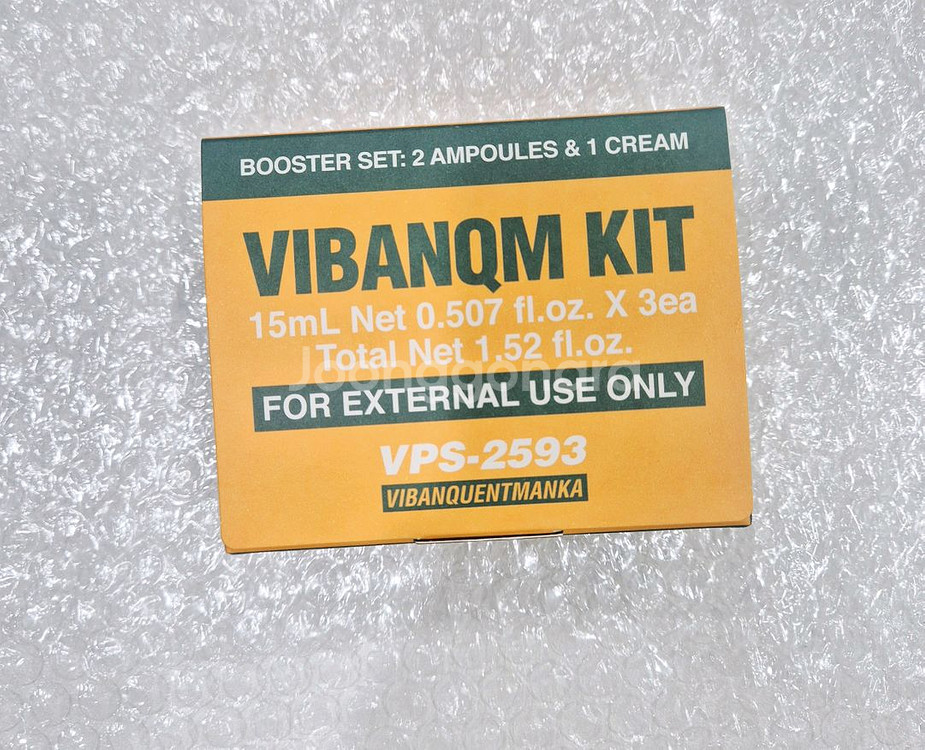 BOOSTER SET: 2 AMPOULES & 1 CREAM
VIBANQM KIT
15mL Net 0.507 fl.oz. X 3ea
Total Net 1.52 fl.oz.
Joonggonara
FOR EXTERNAL USE ONLY
VPS-2593
VIBANQUENTMANKA